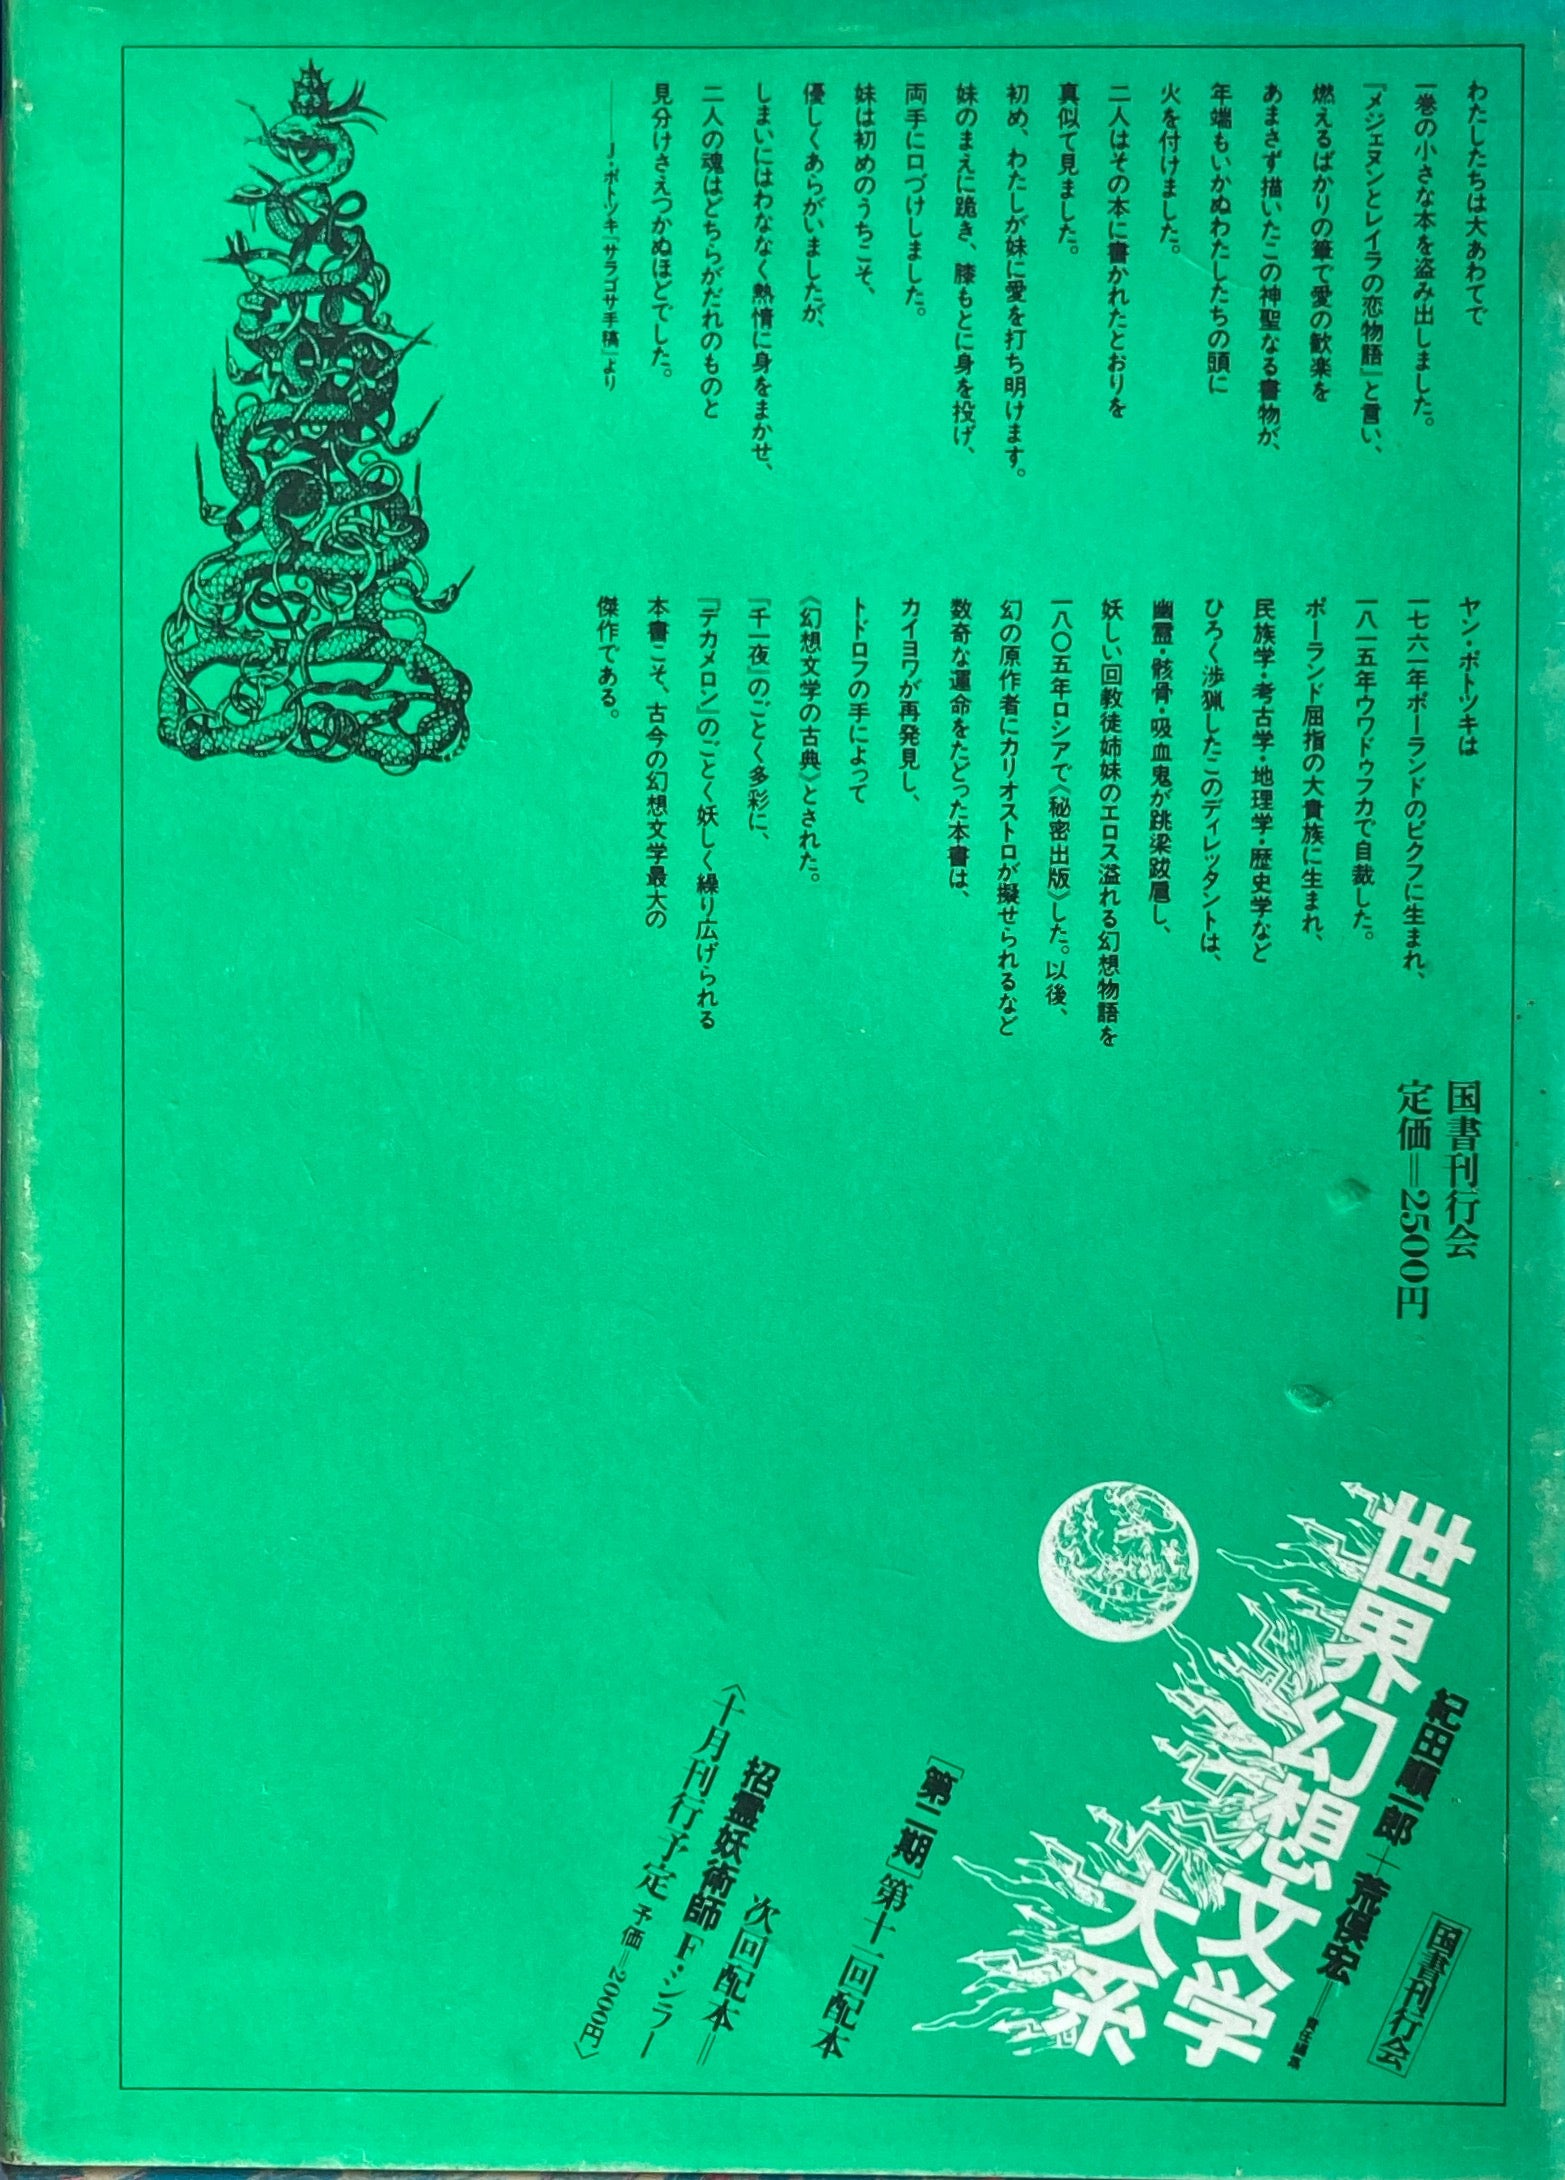 わたしたちは大あわてで
一巻の小さな本を盗み出しました。
『メジェヌンとレイラの恋物語』と言い、
燃えるばかりの筆で愛の歓楽を
あまさず描いたこの神聖なる書物が、
年端もいかぬわたしたちの頭に
火を付けました。
二人はその本に書かれたとおりを
真似て見ました。
初め、わたしが妹に愛を打ち明けます。
妹のまえに跪き、膝もとに身を投げ、
両手に口づけしました。
妹は初めのうちこそ、
優しくあらがいましたが、
しまいにはわななく熱情に身をまかせ、
二人の魂はどちらがだれのものと
見分けさえつかぬほどでした。
——J・ポトツキ『サラゴサ手稿』より
ヤン・ポトツキは
一七六一年ポーランドのピクフに生まれ、
一八一五年ウワドゥフカで自裁した。
ポーランド屈指の大貴族に生まれ、
民族学・考古学・地理学・歴史学など
ひろく渉猟したこのディレッタントは、
幽霊・骸骨・吸血鬼が跳梁跋扈し、
妖しい回教徒姉妹のエロス溢れる幻想物語を
一八〇五年ロシアで《秘密出版》した。以後、
幻の原作者にカリオストロが擬せられるなど
数奇な運命をたどった本書は、
カイヨワが再発見し、
トドロフの手によって
《幻想文学の古典》とされた。
『千一夜』のごとく多彩に、
『デカメロン』のごとく妖しく繰り広げられる
本書こそ、古今の幻想文学最大の
傑作である。
国書刊行会
定価＝2500円
世界幻想文学大系
紀田順一郎＋荒俣宏＝責任編集
国書刊行会
[第二期]第十一回配本
次回配本＝
招霊妖術師 F・シラー
〈十月刊行予定 予価＝2000円〉